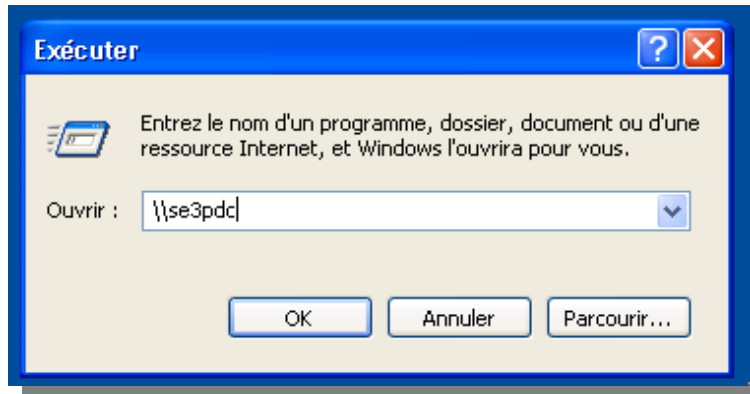 Exécuter
Entrez le nom d'un programme, dossier, document ou d'une
ressource Internet, et Windows l'ouvrira pour vous.
Ouvrir : \\se3pdc
OK Annuler Parcourir...